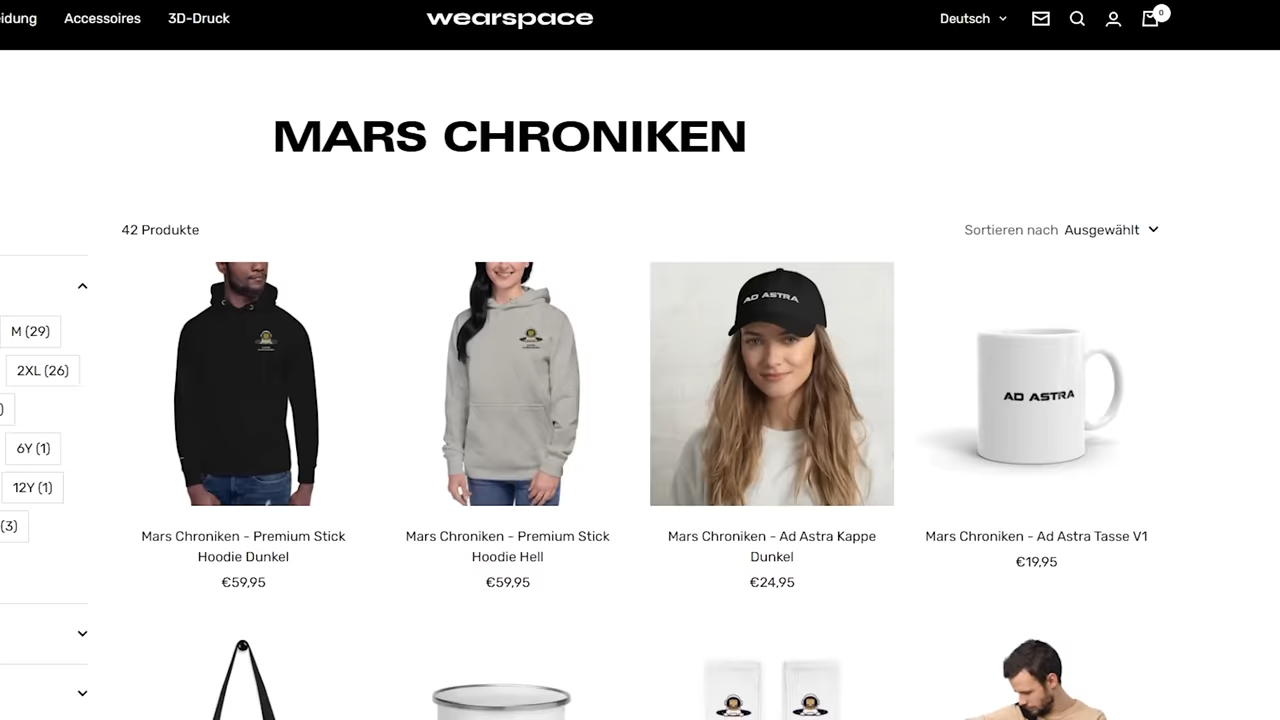 eidung Accessoires 3D-Druck wearspace Deutsch 0
MARS CHRONIKEN
42 Produkte Sortieren nach Ausgewählt
M (29)
2XL (26)
)
6Y (1)
12Y (1)
(3)
AD ASTRA
AD ASTRA
Mars Chroniken - Premium Stick
Hoodie Dunkel
€59,95
Mars Chroniken - Premium Stick
Hoodie Hell
€59,95
Mars Chroniken - Ad Astra Kappe
Dunkel
€24,95
Mars Chroniken - Ad Astra Tasse V1
€19,95